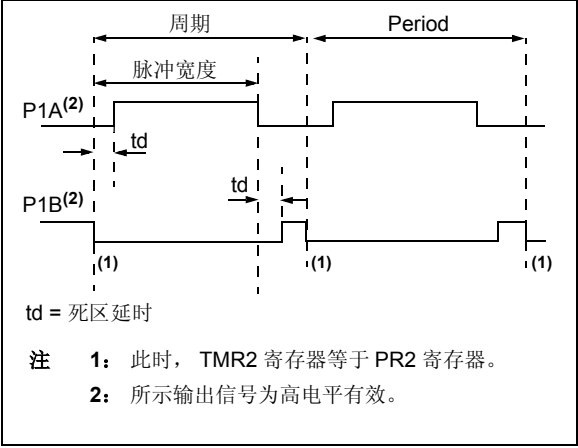 周期 Period
脉冲宽度
P1A(2)
td
td
P1B(2)
(1) (1) (1)
td = 死区延时
注 1： 此时， TMR2 寄存器等于 PR2 寄存器。
2： 所示输出信号为高电平有效。